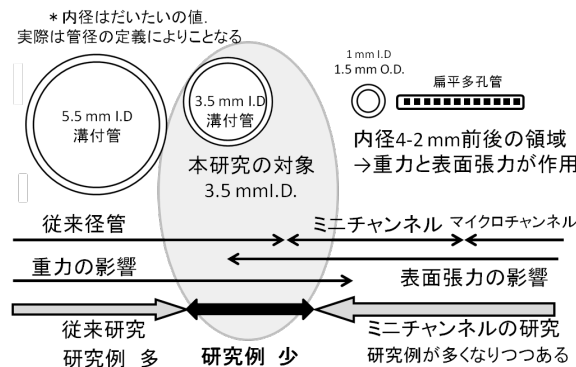 ＊内径はだいたいの値.
実際は管径の定義によりことなる
5.5 mm I.D
溝付管
3.5 mm I.D
溝付管
1 mm I.D
1.5 mm O.D.
扁平多孔管
内径4-2 mm前後の領域
→重力と表面張力が作用
本研究の対象
3.5 mmI.D.
従来径管
ミニチャンネル
マイクロチャンネル
重力の影響
表面張力の影響
従来研究
研究例 多
研究例 少
ミニチャンネルの研究
研究例が多くなりつつある